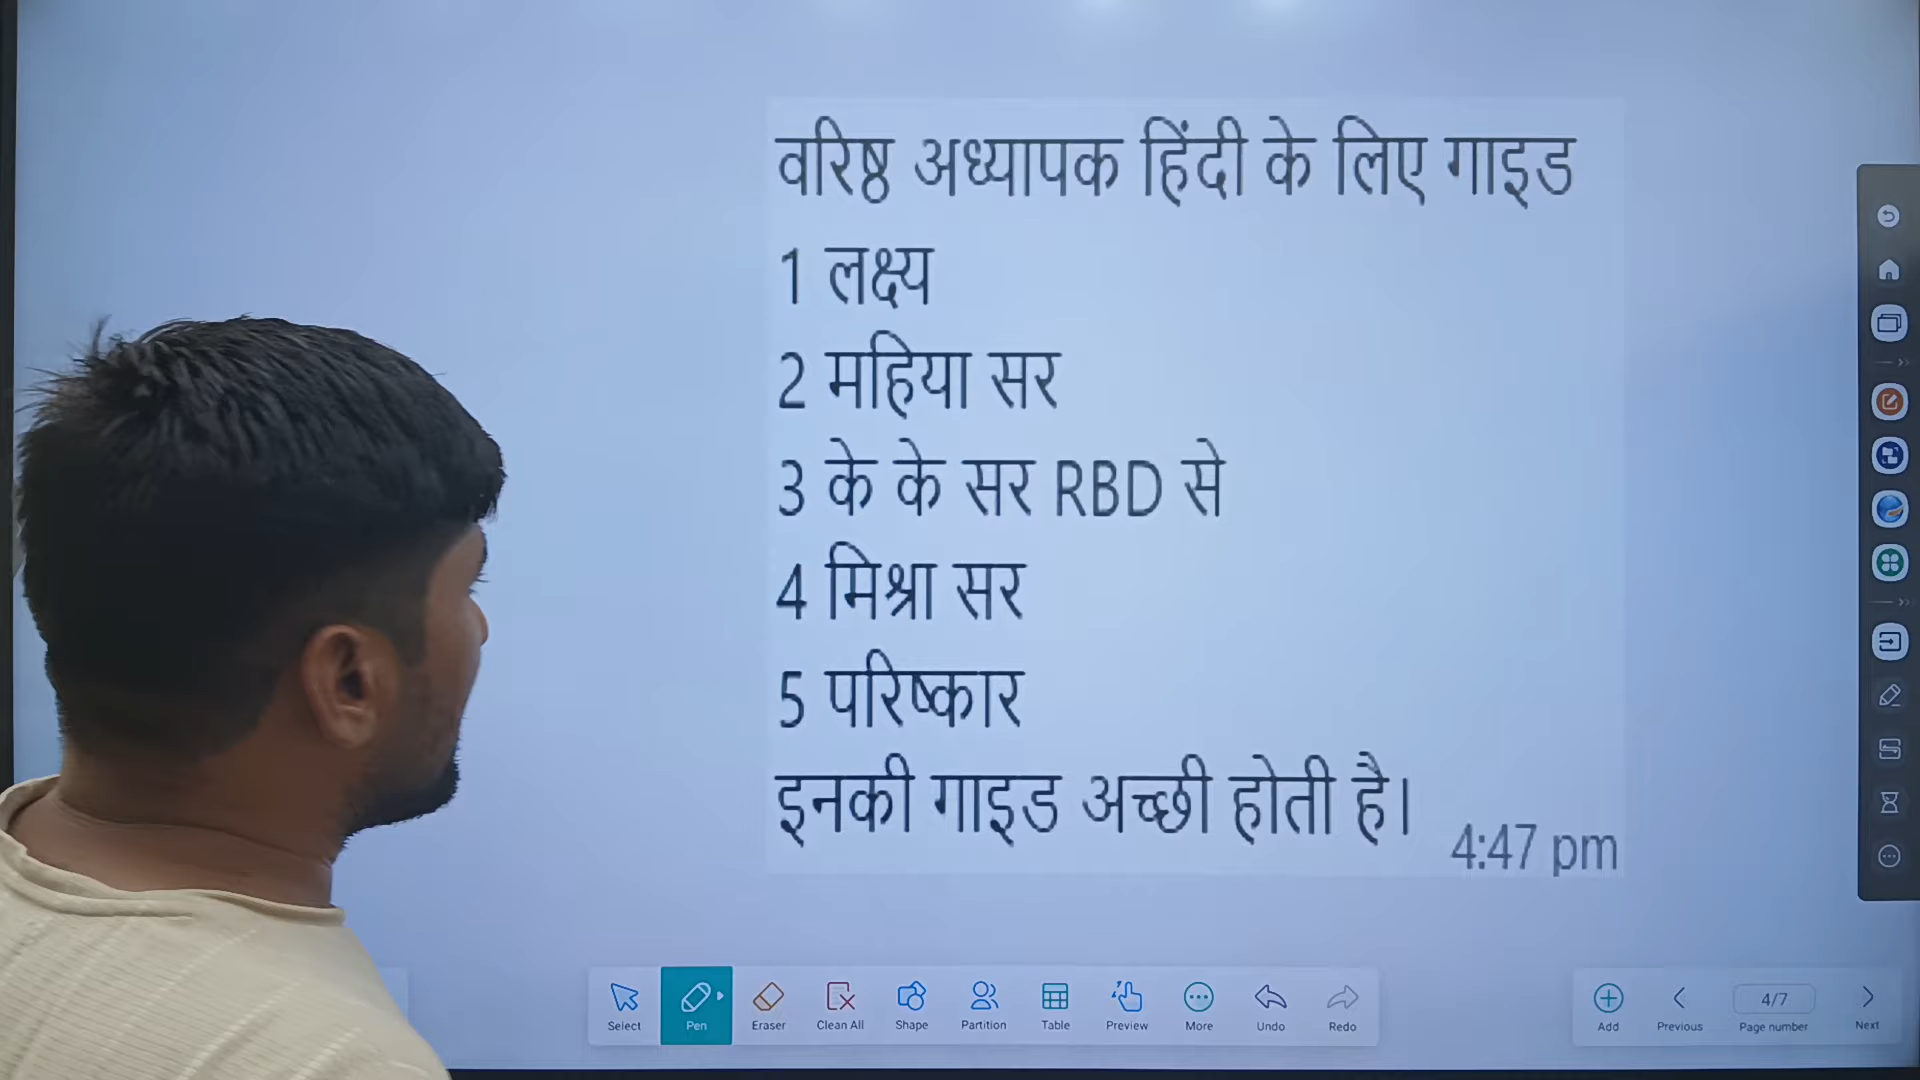 वरिष्ठ अध्यापक हिंदी के लिए गाइड
1 लक्ष्य
2 महिया सर
3 के के सर RBD से
4 मिश्रा सर
5 परिष्कार
इनकी गाइड अच्छी होती है।
4:47 pm
Select Pen Eraser Clean All Shape Partition Table Preview More Undo Redo
Add Previous 4/7 Page number Next